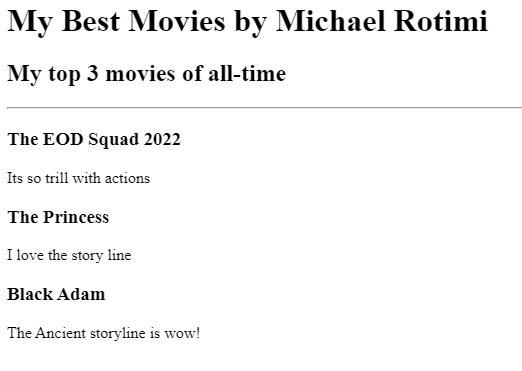 My Best Movies by Michael Rotimi
My top 3 movies of all-time
The EOD Squad 2022
Its so trill with actions
The Princess
I love the story line
Black Adam
The Ancient storyline is wow!